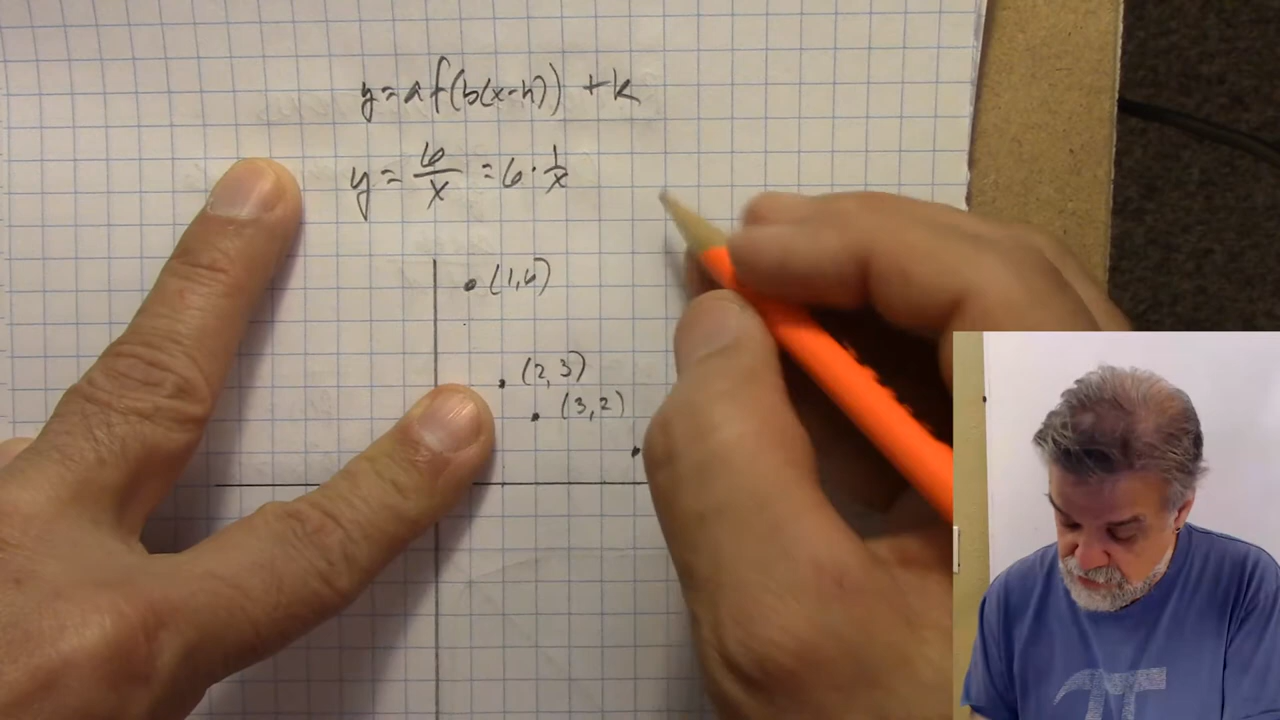 y=af(b(x-h))+k
y=6/x=6·1/x
(1,6)
(2,3)
(3,2)
π